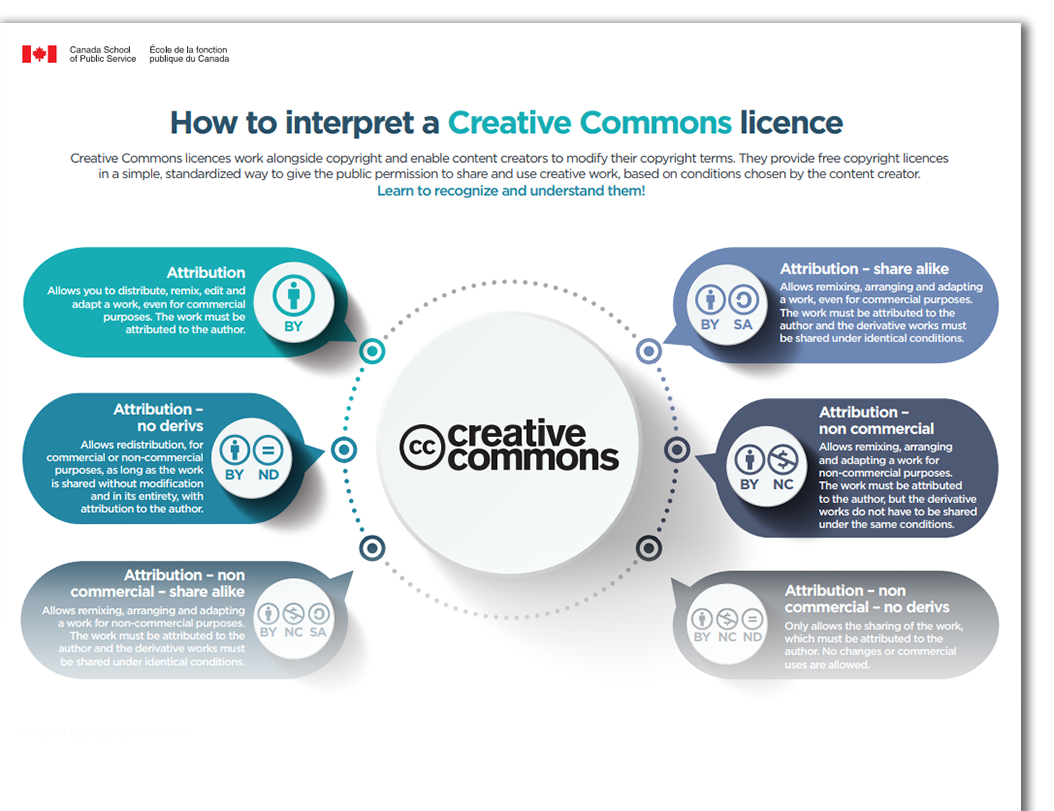 Canada School
of Public Service
École de la fonction
publique du Canada
How to interpret a Creative Commons licence
Creative Commons licences work alongside copyright and enable content creators to modify their copyright terms. They provide free copyright licences
in a simple, standardized way to give the public permission to share and use creative work, based on conditions chosen by the content creator.
Learn to recognize and understand them!
Attribution
Allows you to distribute, remix, edit and
adapt a work, even for commercial
purposes. The work must be
attributed to the author.
BY
Attribution –
no derivs
Allows redistribution, for
commercial or non-commercial
purposes, as long as the work
is shared without modification
and in its entirety, with
attribution to the author.
BY ND
Attribution – non
commercial – share alike
Allows remixing, arranging and adapting
a work for non-commercial purposes.
The work must be attributed to the
author and the derivative works must
be shared under identical conditions.
BY NC SA
cc creative
commons
Attribution – share alike
Allows remixing, arranging and adapting
a work, even for commercial purposes.
The work must be attributed to the
author and the derivative works must
be shared under identical conditions.
BY SA
Attribution –
non commercial
Allows remixing, arranging
and adapting a work for
non-commercial purposes.
The work must be attributed
to the author, but the derivative
works do not have to be shared
under the same conditions.
BY NC
Attribution – non
commercial – no derivs
Only allows the sharing of the work,
which must be attributed to the
author. No changes or commercial
uses are allowed.
BY NC ND